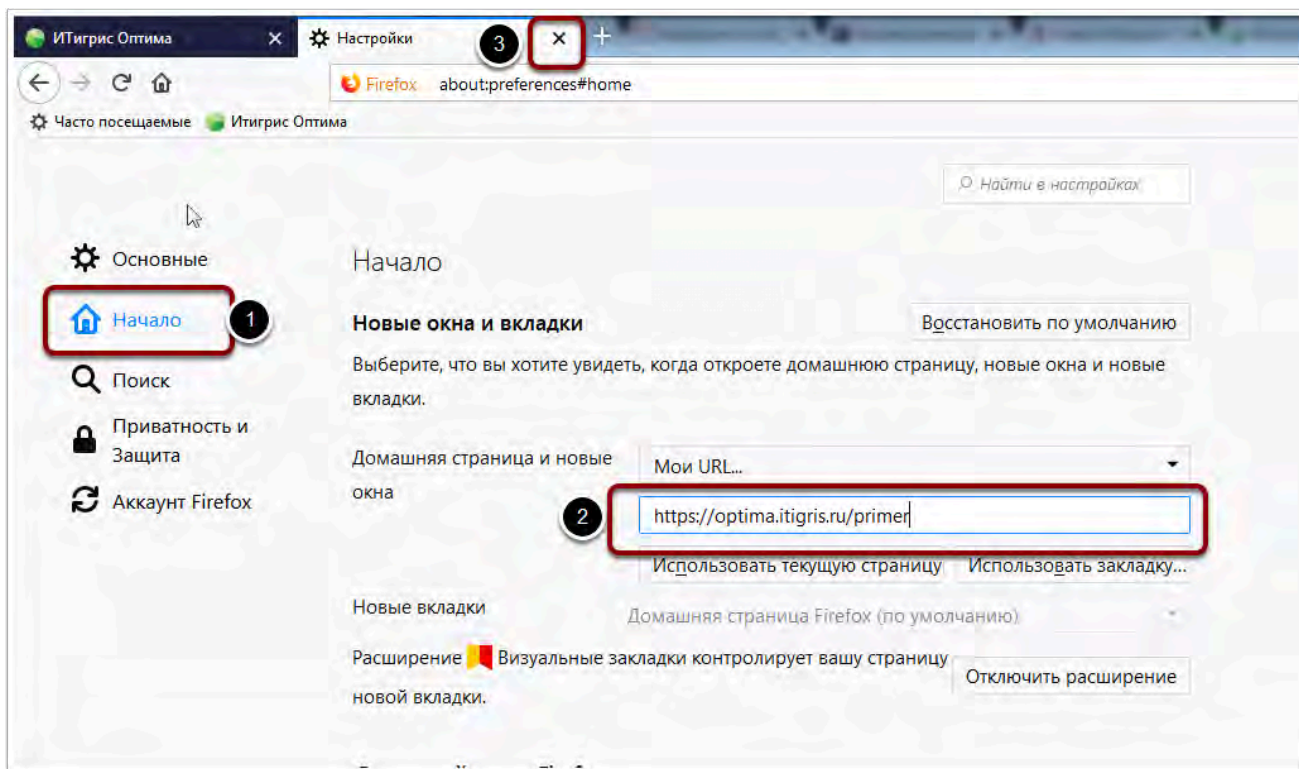 ИТигрис Оптима
Настройки
3
Firefox about:preferences#home
Часто посещаемые Итигрис Оптима
Найти в настройках
Основные
Начало
Начало
1
Новые окна и вкладки
Восстановить по умолчанию
Поиск
Выберите, что вы хотите увидеть, когда откроете домашнюю страницу, новые окна и новые
вкладки.
Приватность и
Защита
Домашняя страница и новые
окна
Мои URL...
Аккаунт Firefox
2
https://optima.itigris.ru/primer
Использовать текущую страницу
Использовать закладку...
Новые вкладки
Домашняя страница Firefox (по умолчанию)
Расширение Визуальные закладки контролирует вашу страницу
новой вкладки.
Отключить расширение